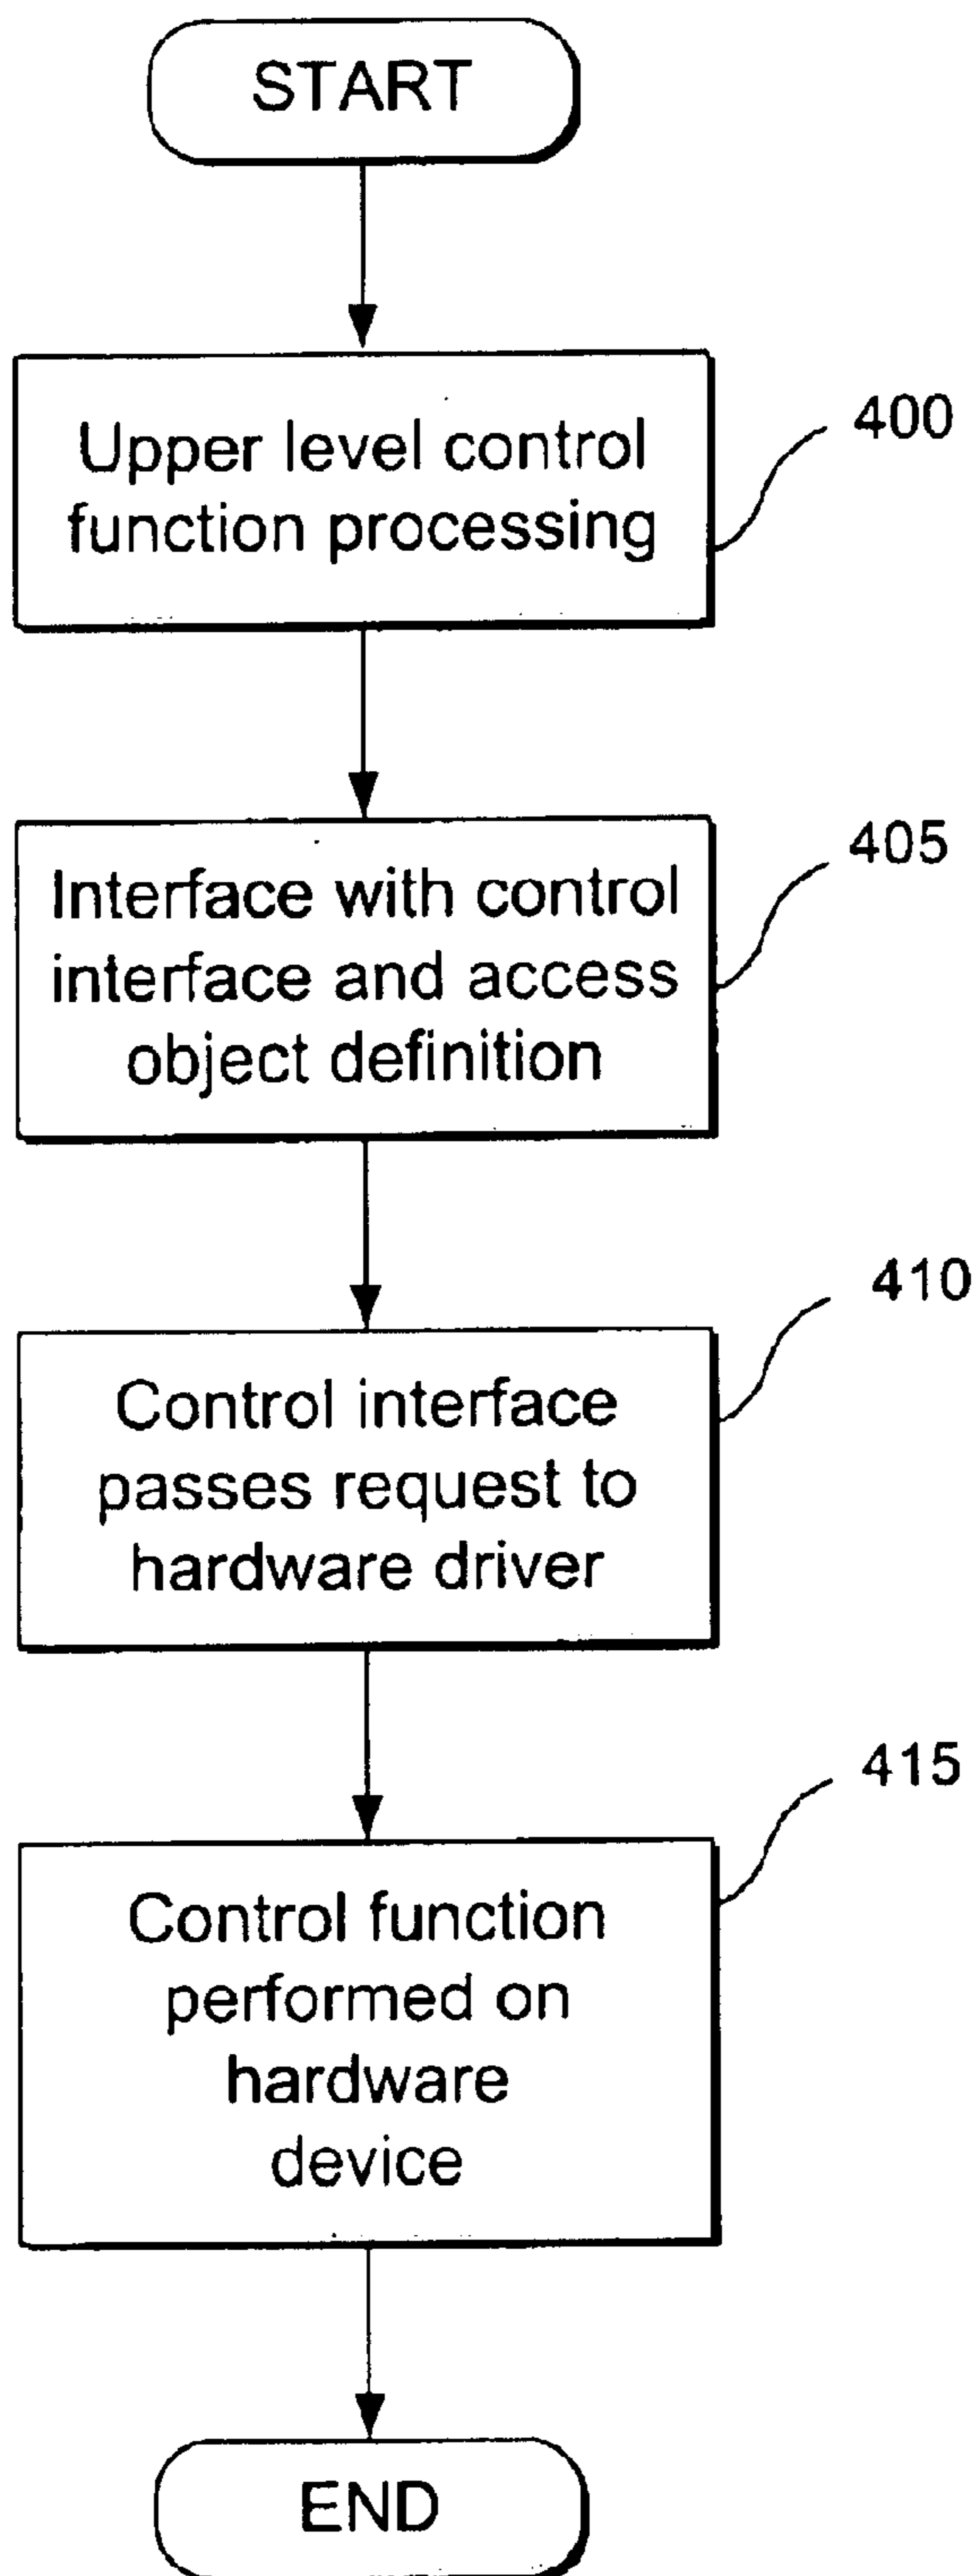 START
Upper level control
function processing
400
Interface with control
interface and access
object definition
405
Control interface
passes request to
hardware driver
410
Control function
performed on
hardware
device
415
END